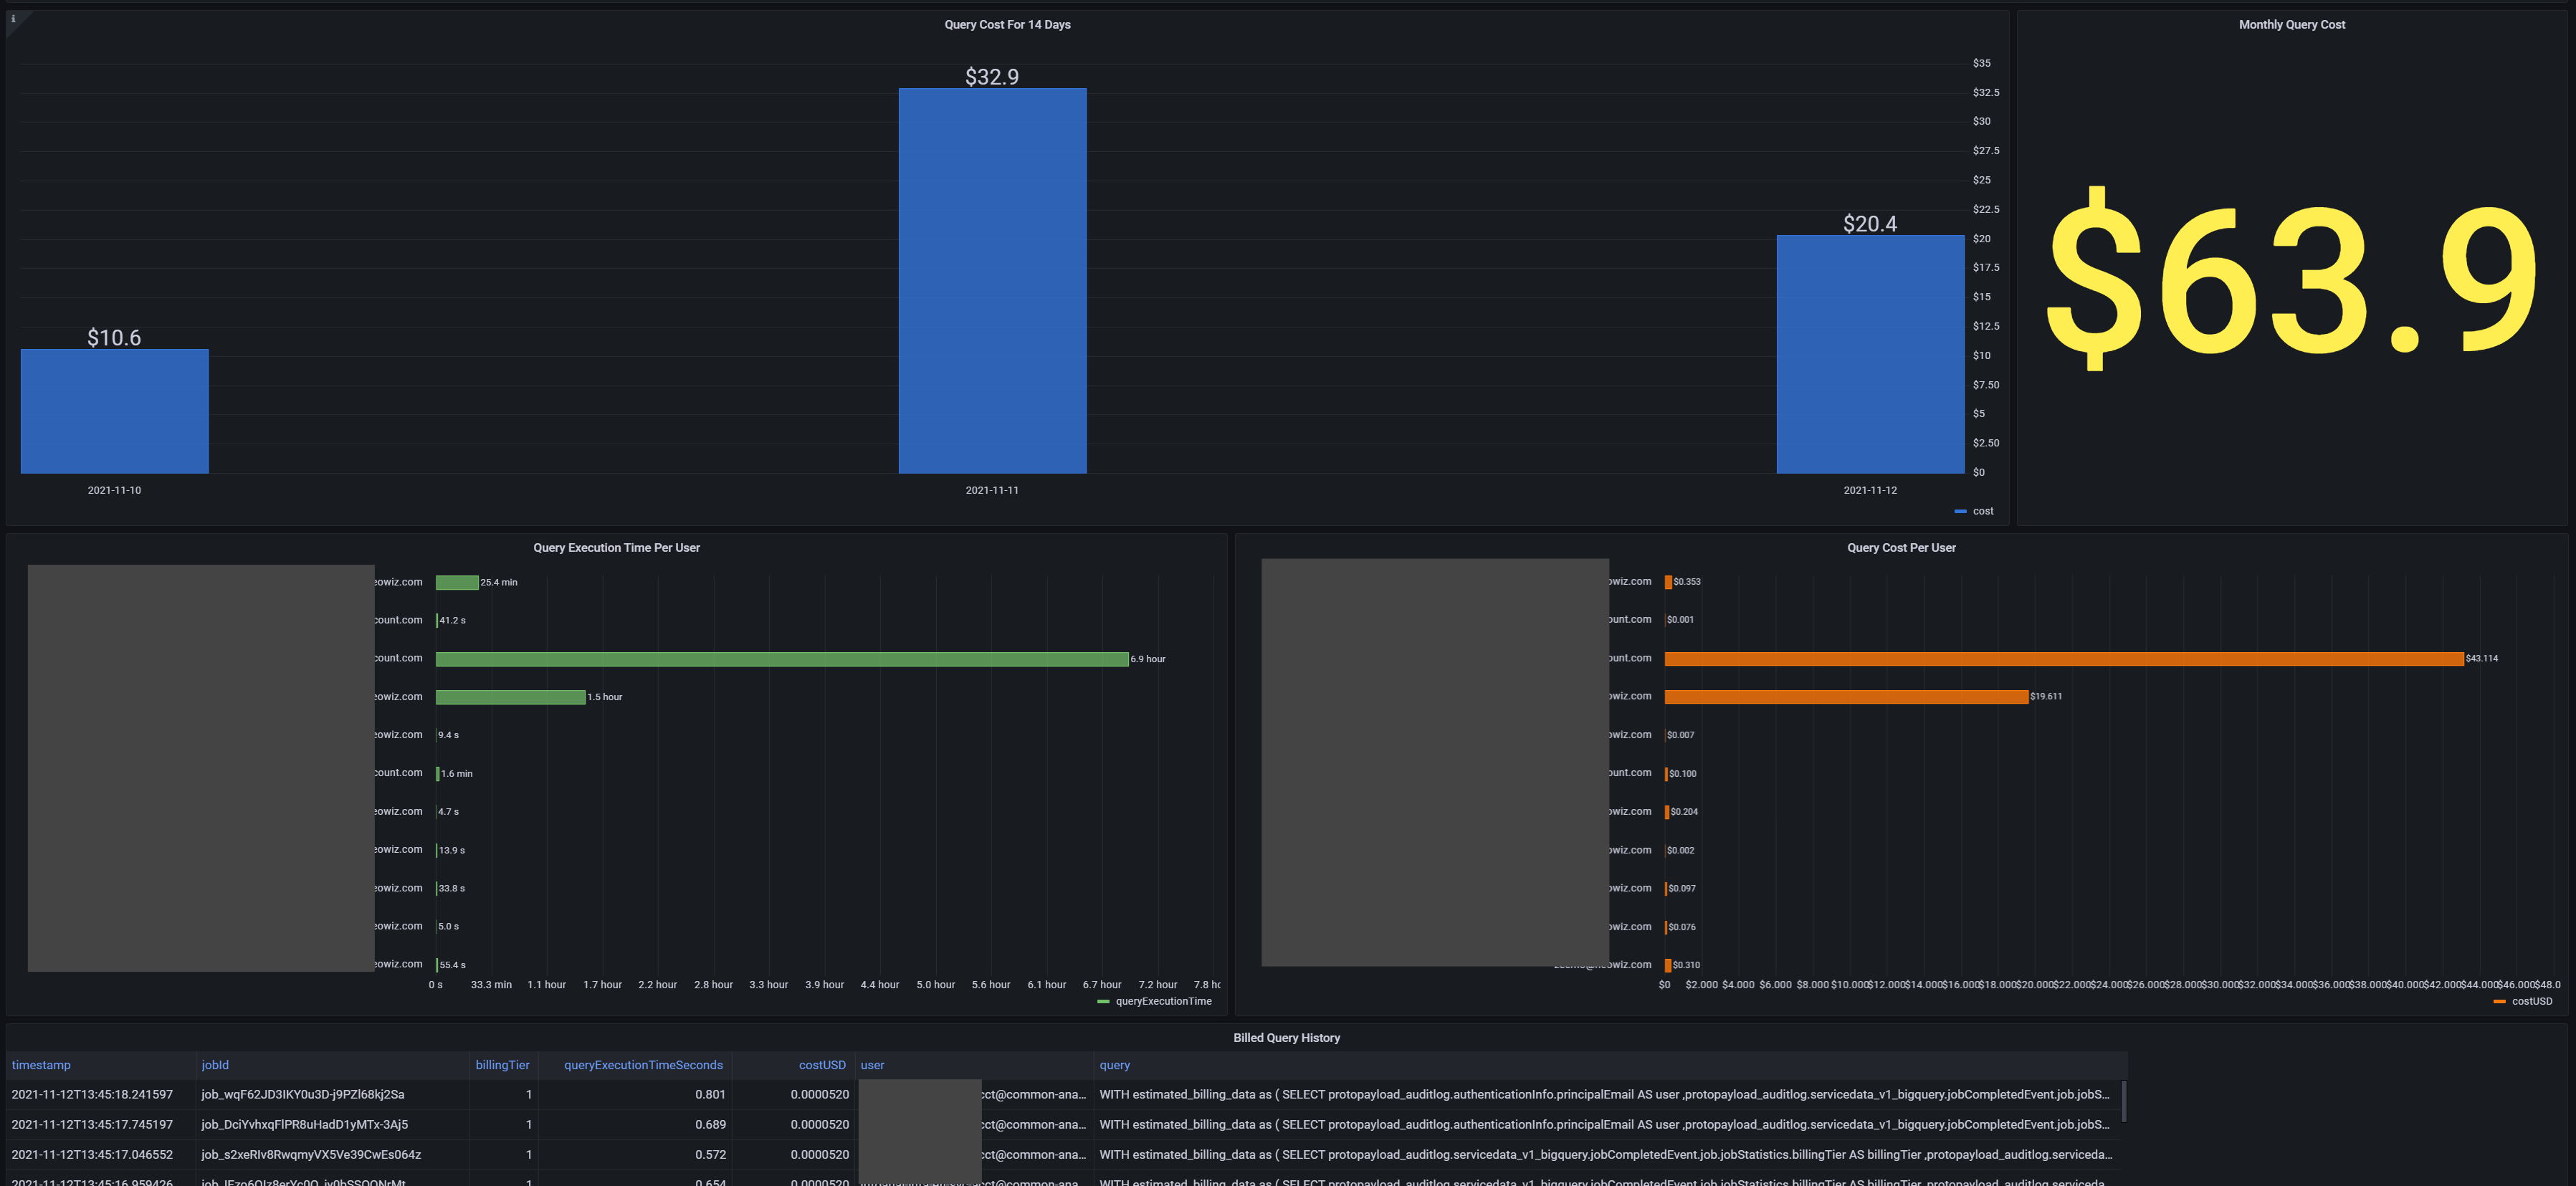 Query Cost For 14 Days
$35
$32.5
$30
$27.5
$25
$22.5
$20
$17.5
$15
$12.5
$10
$7.50
$5
$2.50
$0
$10.6
$32.9
$20.4
2021-11-10 2021-11-11 2021-11-12
cost
Monthly Query Cost
$63.9
Query Execution Time Per User
eowiz.com 25.4 min
count.com 41.2 s
count.com 6.9 hour
eowiz.com 1.5 hour
eowiz.com 9.4 s
count.com 1.6 min
eowiz.com 4.7 s
eowiz.com 13.9 s
eowiz.com 33.8 s
eowiz.com 5.0 s
eowiz.com 55.4 s
0 s 33.3 min 1.1 hour 1.7 hour 2.2 hour 2.8 hour 3.3 hour 3.9 hour 4.4 hour 5.0 hour 5.6 hour 6.1 hour 6.7 hour 7.2 hour 7.8 hc
queryExecutionTime
Query Cost Per User
owiz.com $0.353
ount.com $0.001
ount.com $43.114
owiz.com $19.611
owiz.com $0.007
ount.com $0.100
owiz.com $0.204
owiz.com $0.002
owiz.com $0.097
owiz.com $0.076
owiz.com $0.310
$0 $2.000 $4.000 $6.000 $8.000 $10.000 $12.000 $14.000 $16.000 $18.000 $20.000 $22.000 $24.000 $26.000 $28.000 $30.000 $32.000 $34.000 $36.000 $38.000 $40.000 $42.000 $44.000 $46.000 $48.0
costUSD
Billed Query History
timestamp jobId billingTier queryExecutionTimeSeconds costUSD user query
2021-11-12T13:45:18.241597 job_wqF62JD3IKY0u3D-j9PZl68kj2Sa 1 0.801 0.0000520 cct@common-ana... WITH estimated_billing_data as ( SELECT protopayload_auditlog.authenticationInfo.principalEmail AS user ,protopayload_auditlog.servicedata_v1_bigquery.jobCompletedEvent.job.jobS...
2021-11-12T13:45:17.745197 job_DciYvhxqFlPR8uHadD1yMTx-3Aj5 1 0.689 0.0000520 cct@common-ana... WITH estimated_billing_data as ( SELECT protopayload_auditlog.authenticationInfo.principalEmail AS user ,protopayload_auditlog.servicedata_v1_bigquery.jobCompletedEvent.job.jobS...
2021-11-12T13:45:17.046552 job_s2xeRIv8RwqmyVX5Ve39CwEs064z 1 0.572 0.0000520 cct@common-ana... WITH estimated_billing_data as ( SELECT protopayload_auditlog.servicedata_v1_bigquery.jobCompletedEvent.job.jobStatistics.billingTier AS billingTier ,protopayload_auditlog.serviceda...
2021-11-12T13:45:16.959426 1 0.654 0.0000520 cct@common-ana... WITH estimated_billing_data as ( SELECT protopayload_auditlog.servicedata_v1_bigquery.jobCompletedEvent.job.jobStatistics.billingTier AS billingTier ,protopayload_auditlog.serviceda...